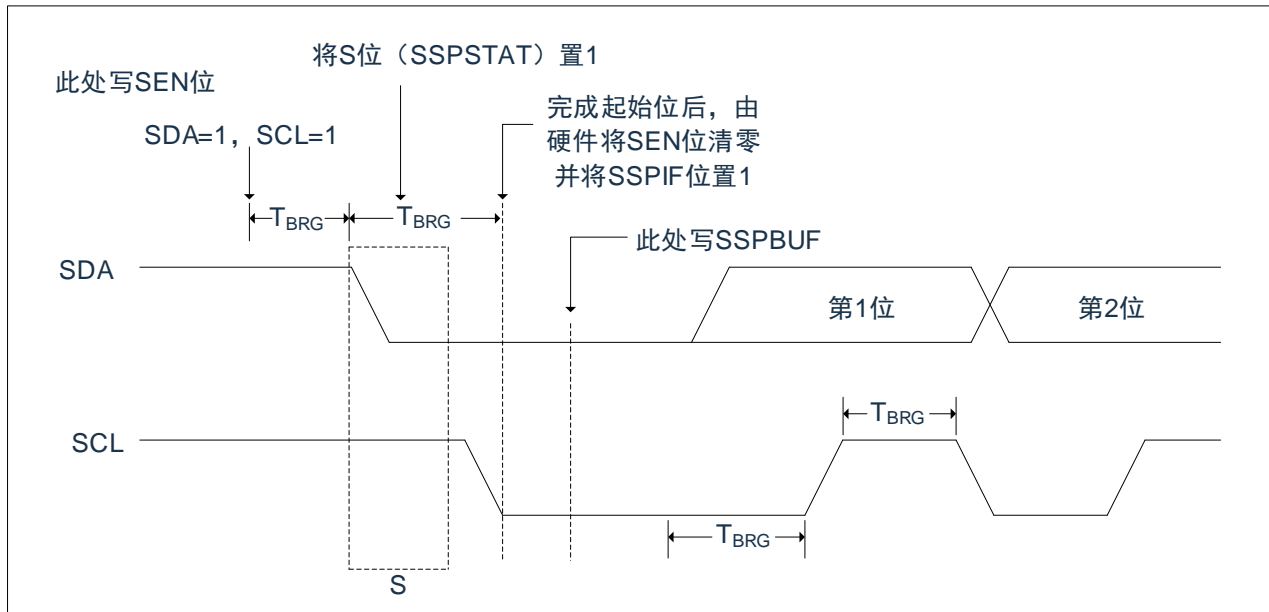 将S位（SSPSTAT）置1
此处写SEN位
SDA=1，SCL=1
完成起始位后，由
硬件将SEN位清零
并将SSPIF位置1
TBRG
TBRG
此处写SSPBUF
SDA
第1位
第2位
TBRG
SCL
TBRG
S